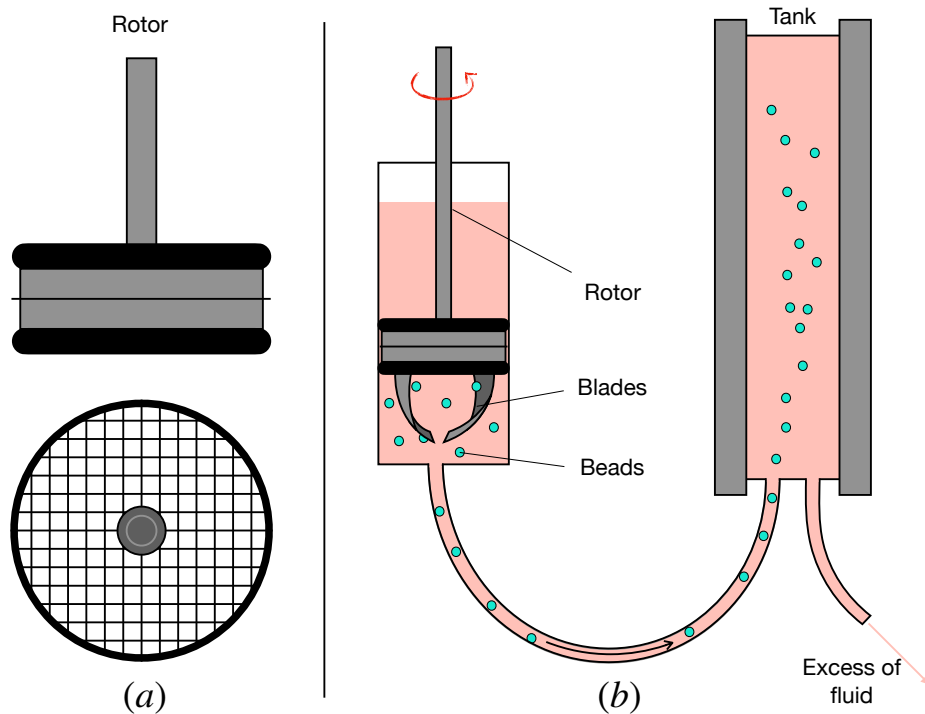 Rotor
(a)
Tank
Rotor
Blades
Beads
Excess of
fluid
(b)